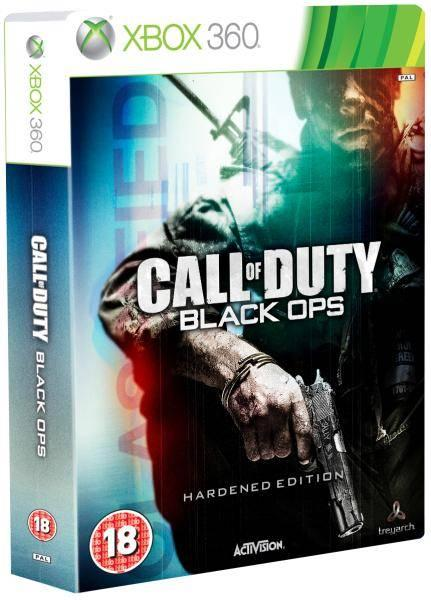 XBOX 360
CALL OF DUTY
BLACK OPS
18
PAL
XBOX 360.
PAL
CALL OF DUTY
BLACK OPS
HARDENED EDITION
18
ACTIVISION.
treyarch